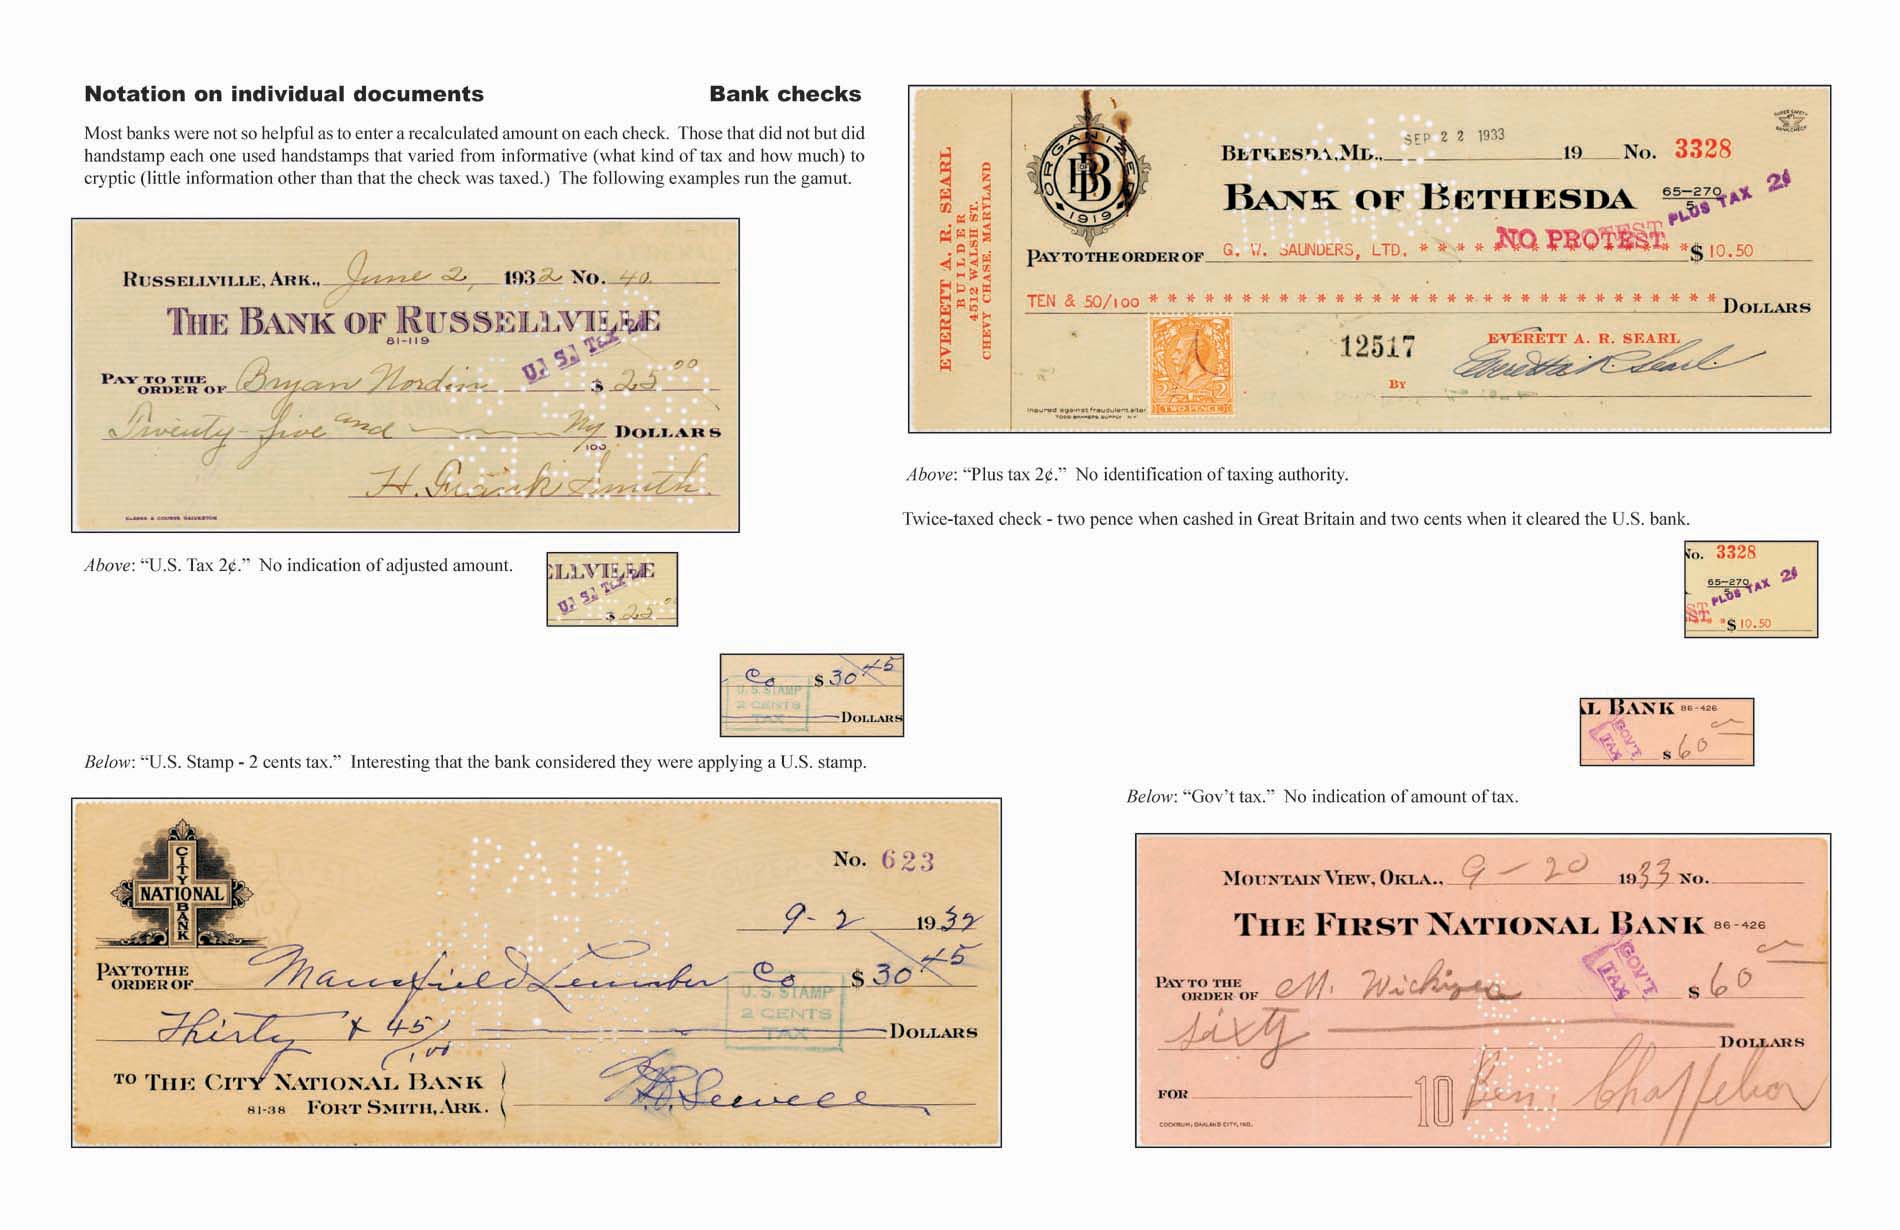 Notation on individual documents
Bank checks
Most banks were not so helpful as to enter a recalculated amount on each check. Those that did not but did
handstamp each one used handstamps that varied from informative (what kind of tax and how much) to
cryptic (little information other than that the check was taxed.) The following examples run the gamut.
RUSSELLVILLE, ARK., June 2, 1932 No. 40.
THE BANK OF RUSSELLVILLE
81-119
U. S. Tax 2¢
PAY TO THE ORDER OF Bryan Nordin $ 25 00
Twenty-five and No/100 DOLLARS
H. Frank Smith
CLARKE & COURTS GALVESTON
Above: “U.S. Tax 2¢.” No indication of adjusted amount.
ELLVILLE
U. S. Tax 2¢
$ 25 00
Co $ 30 45
U.S. STAMP
2 CENTS
TAX
DOLLARS
Below: “U.S. Stamp - 2 cents tax.” Interesting that the bank considered they were applying a U.S. stamp.
CITY NATIONAL BANK
PAID
No. 623
9-2 1932
PAY TO THE ORDER OF Mansfield Lumber Co $ 30 45
U.S. STAMP
2 CENTS
TAX
Thirty & 45/100 DOLLARS
TO THE CITY NATIONAL BANK
81-38 FORT SMITH, ARK.
EVERETT A. R. SEARL
BUILDER
4512 WALSH ST.
CHEVY CHASE, MARYLAND
ORGANIZED
BB
1919
BETHESDA, MD., SEP 22 1933 19 No. 3328
BANK OF BETHESDA 65-270/5
PLUS TAX 2¢
NO PROTEST
PAY TO THE ORDER OF G. W. SAUNDERS, LTD. * * * * * * * * * * * * * $ 10.50
TEN & 50/100 * * * * * * * * * * * * * * * * * * * * * * * * * * * * * * DOLLARS
TWO PENCE
12517
EVERETT A. R. SEARL
Everett A R Searl
BY
Insured against fraudulent alter
TODD BANKERS SUPPLY N.Y.
Above: “Plus tax 2¢.” No identification of taxing authority.
Twice-taxed check - two pence when cashed in Great Britain and two cents when it cleared the U.S. bank.
No. 3328
65-270/5
PLUS TAX 2¢
$ 10.50
AL BANK 86-426
GOV'T
TAX
$ 60
Below: “Gov’t tax.” No indication of amount of tax.
MOUNTAIN VIEW, OKLA., 9-20 1933 No.
THE FIRST NATIONAL BANK 86-426
GOV'T
TAX
PAY TO THE ORDER OF M. $ 60
Sixty DOLLARS
FOR
10 Ben
COCKRUM, OAKLAND CITY, IND.